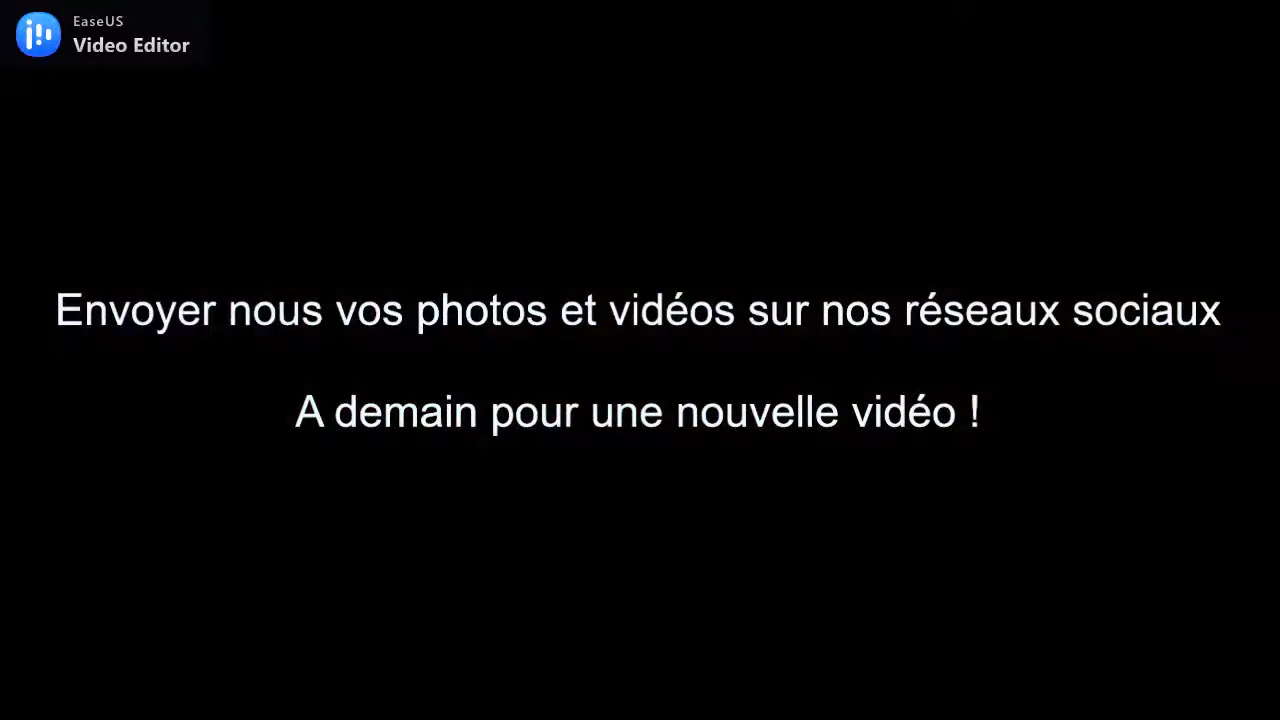 EaseUS
Video Editor
Envoyer nous vos photos et vidéos sur nos réseaux sociaux
A demain pour une nouvelle vidéo !